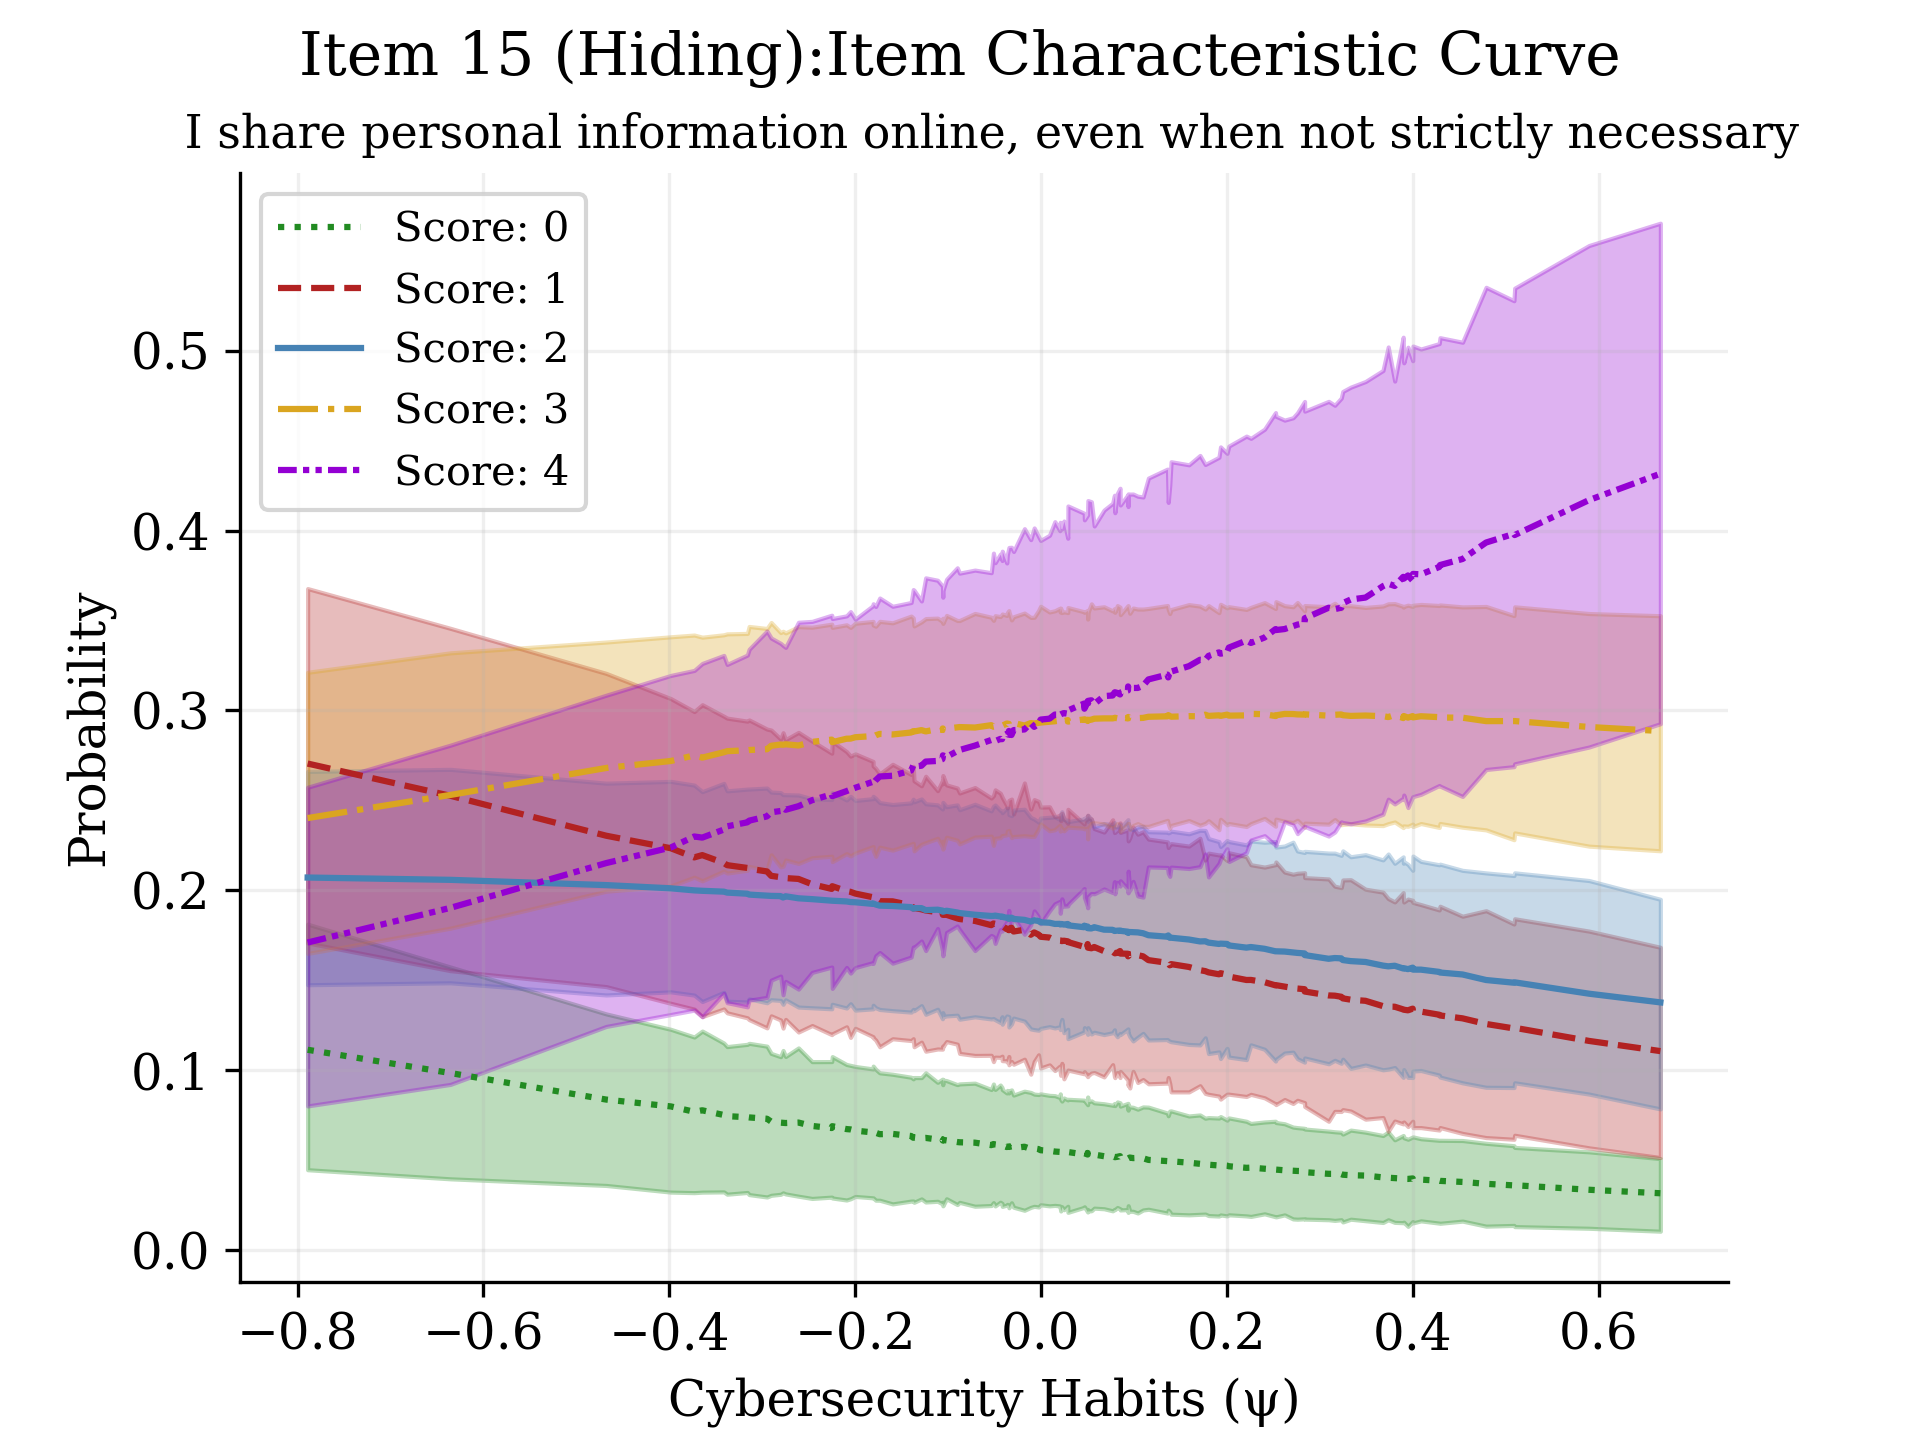 Item 15 (Hiding):Item Characteristic Curve
I share personal information online, even when not strictly necessary
Score: 0
Score: 1
Score: 2
Score: 3
Score: 4
Probability
0.5
0.4
0.3
0.2
0.1
0.0
−0.8 −0.6 −0.4 −0.2 0.0 0.2 0.4 0.6
Cybersecurity Habits (ψ)